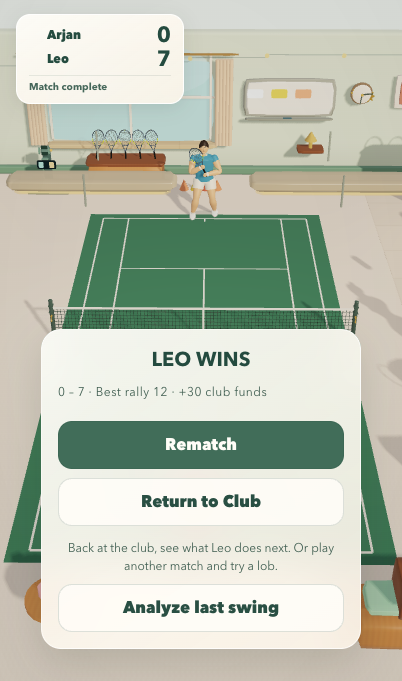 Arjan 0
Leo 7
Match complete
LEO WINS
0 – 7 · Best rally 12 · +30 club funds
Rematch
Return to Club
Back at the club, see what Leo does next. Or play
another match and try a lob.
Analyze last swing